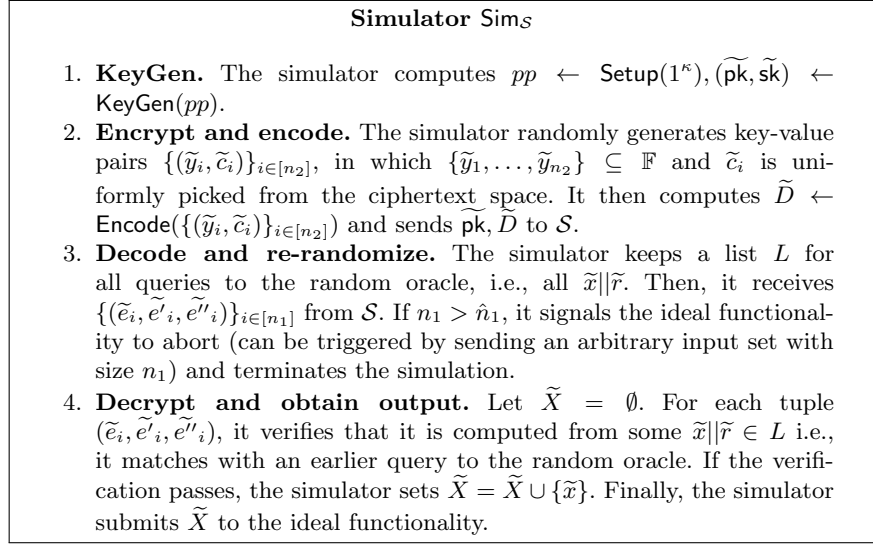 Simulator Sim_𝒮
1. KeyGen. The simulator computes pp ← Setup(1^κ), (p̃k, s̃k) ←
KeyGen(pp).
2. Encrypt and encode. The simulator randomly generates key-value
pairs {(ỹ_i, c̃_i)}_{i∈[n_2]}, in which {ỹ_1, . . . , ỹ_{n_2}} ⊆ 𝔽 and c̃_i is uni-
formly picked from the ciphertext space. It then computes D̃ ←
Encode({(ỹ_i, c̃_i)}_{i∈[n_2]}) and sends p̃k, D̃ to 𝒮.
3. Decode and re-randomize. The simulator keeps a list L for
all queries to the random oracle, i.e., all x̃||r̃. Then, it receives
{(ẽ_i, ẽ'_i, ẽ''_i)}_{i∈[n_1]} from 𝒮. If n_1 > n̂_1, it signals the ideal functional-
ity to abort (can be triggered by sending an arbitrary input set with
size n_1) and terminates the simulation.
4. Decrypt and obtain output. Let X̃ = ∅. For each tuple
(ẽ_i, ẽ'_i, ẽ''_i), it verifies that it is computed from some x̃||r̃ ∈ L i.e.,
it matches with an earlier query to the random oracle. If the verifi-
cation passes, the simulator sets X̃ = X̃ ∪ {x̃}. Finally, the simulator
submits X̃ to the ideal functionality.